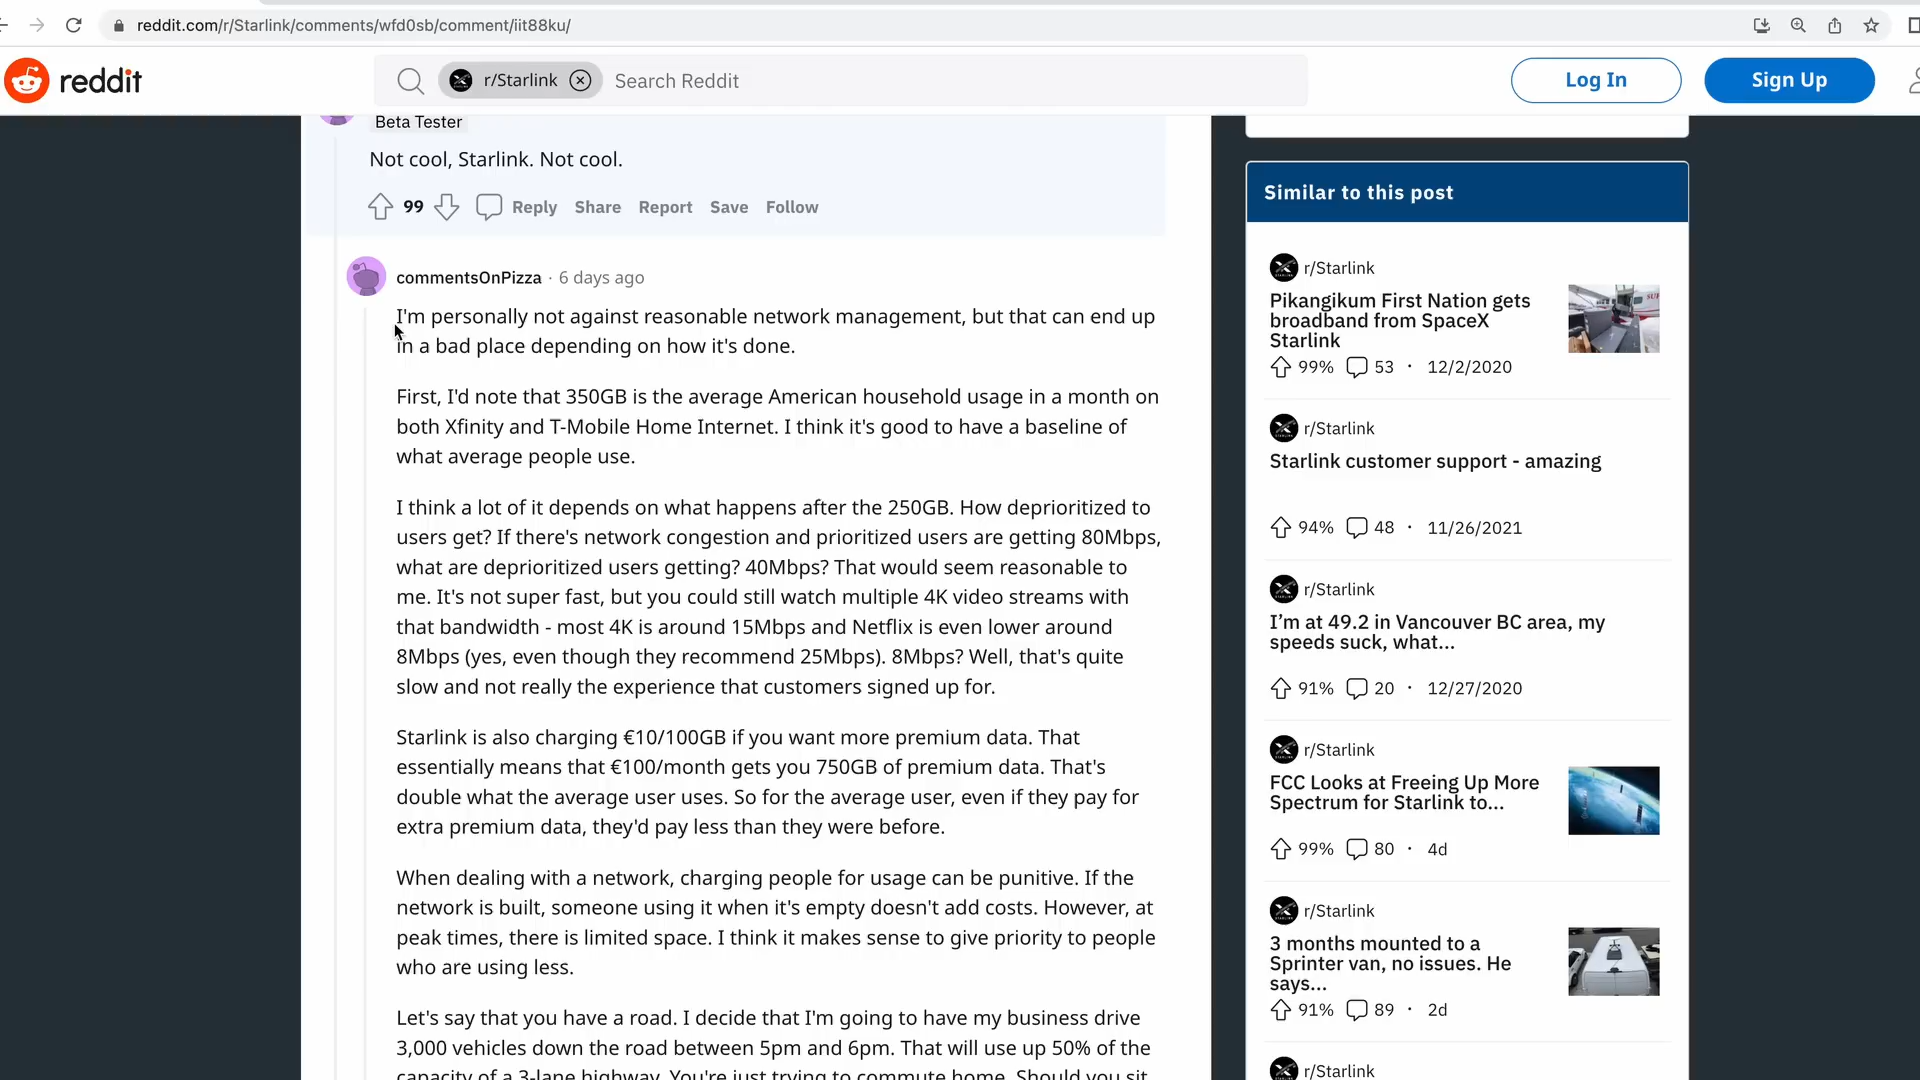 reddit.com/r/Starlink/comments/wfd0sb/comment/iit88ku/
reddit
r/Starlink
Search Reddit
Log In
Sign Up
Beta Tester
Not cool, Starlink. Not cool.
99
Reply Share Report Save Follow
commentsOnPizza · 6 days ago
I'm personally not against reasonable network management, but that can end up
in a bad place depending on how it's done.
First, I'd note that 350GB is the average American household usage in a month on
both Xfinity and T-Mobile Home Internet. I think it's good to have a baseline of
what average people use.
I think a lot of it depends on what happens after the 250GB. How deprioritized to
users get? If there's network congestion and prioritized users are getting 80Mbps,
what are deprioritized users getting? 40Mbps? That would seem reasonable to
me. It's not super fast, but you could still watch multiple 4K video streams with
that bandwidth - most 4K is around 15Mbps and Netflix is even lower around
8Mbps (yes, even though they recommend 25Mbps). 8Mbps? Well, that's quite
slow and not really the experience that customers signed up for.
Starlink is also charging €10/100GB if you want more premium data. That
essentially means that €100/month gets you 750GB of premium data. That's
double what the average user uses. So for the average user, even if they pay for
extra premium data, they'd pay less than they were before.
When dealing with a network, charging people for usage can be punitive. If the
network is built, someone using it when it's empty doesn't add costs. However, at
peak times, there is limited space. I think it makes sense to give priority to people
who are using less.
Let's say that you have a road. I decide that I'm going to have my business drive
3,000 vehicles down the road between 5pm and 6pm. That will use up 50% of the
capacity of a 3-lane highway. You're just trying to commute home. Should you sit
Similar to this post
r/Starlink
Pikangikum First Nation gets
broadband from SpaceX
Starlink
99% 53 · 12/2/2020
r/Starlink
Starlink customer support - amazing
94% 48 · 11/26/2021
r/Starlink
I’m at 49.2 in Vancouver BC area, my
speeds suck, what...
91% 20 · 12/27/2020
r/Starlink
FCC Looks at Freeing Up More
Spectrum for Starlink to...
99% 80 · 4d
r/Starlink
3 months mounted to a
Sprinter van, no issues. He
says...
91% 89 · 2d
r/Starlink